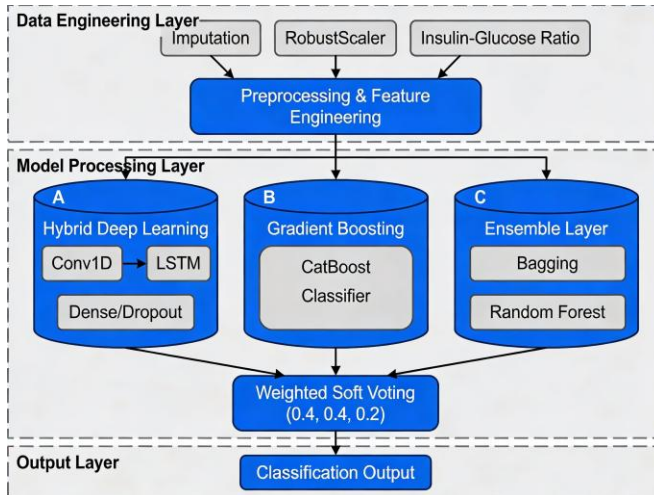 Data Engineering Layer
Imputation
RobustScaler
Insulin-Glucose Ratio
Preprocessing & Feature
Engineering
Model Processing Layer
A
Hybrid Deep Learning
Conv1D
LSTM
Dense/Dropout
B
Gradient Boosting
CatBoost
Classifier
C
Ensemble Layer
Bagging
Random Forest
Weighted Soft Voting
(0.4, 0.4, 0.2)
Output Layer
Classification Output